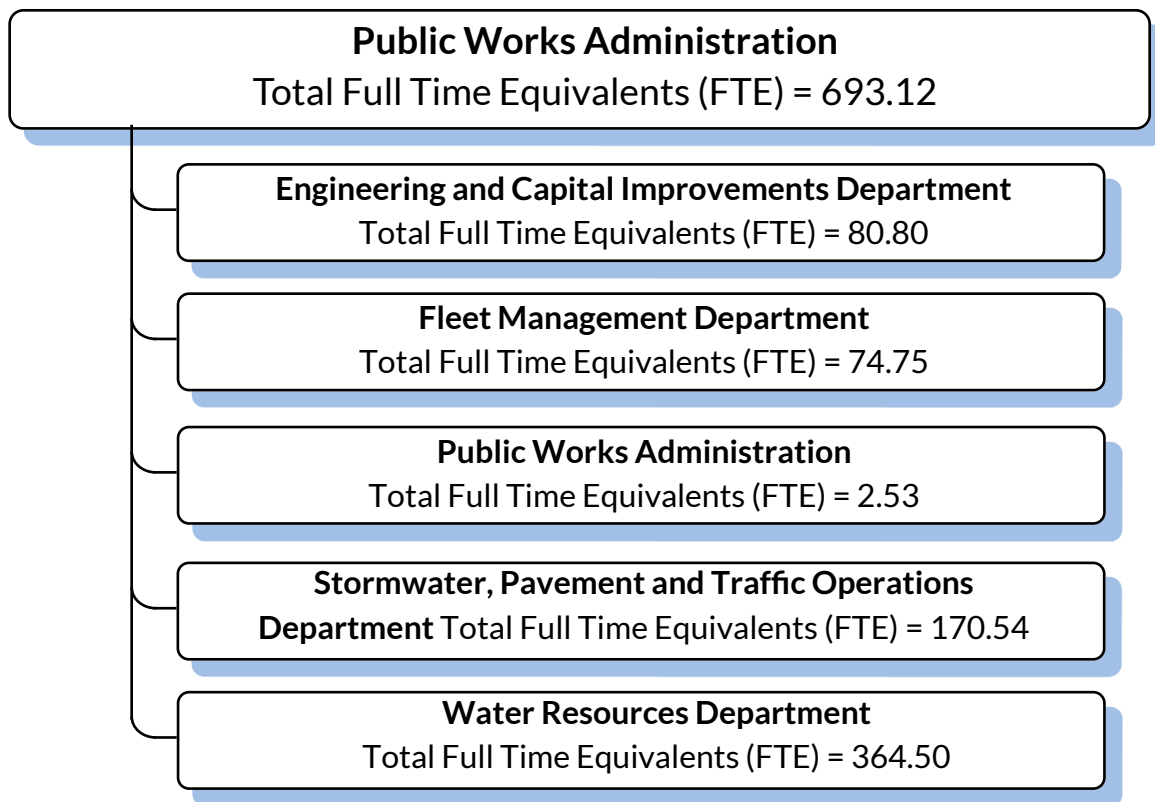 Public Works Administration
Total Full Time Equivalents (FTE) = 693.12
Engineering and Capital Improvements Department
Total Full Time Equivalents (FTE) = 80.80
Fleet Management Department
Total Full Time Equivalents (FTE) = 74.75
Public Works Administration
Total Full Time Equivalents (FTE) = 2.53
Stormwater, Pavement and Traffic Operations
Department Total Full Time Equivalents (FTE) = 170.54
Water Resources Department
Total Full Time Equivalents (FTE) = 364.50